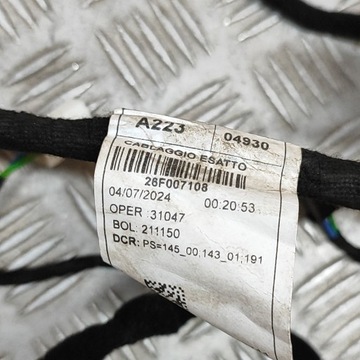 A223 04930
CABLAGGIO ESATTO
26F007108
04/07/2024 00:20:53
OPER :31047
BOL: 211150
DCR: PS=145_00,143_01,191